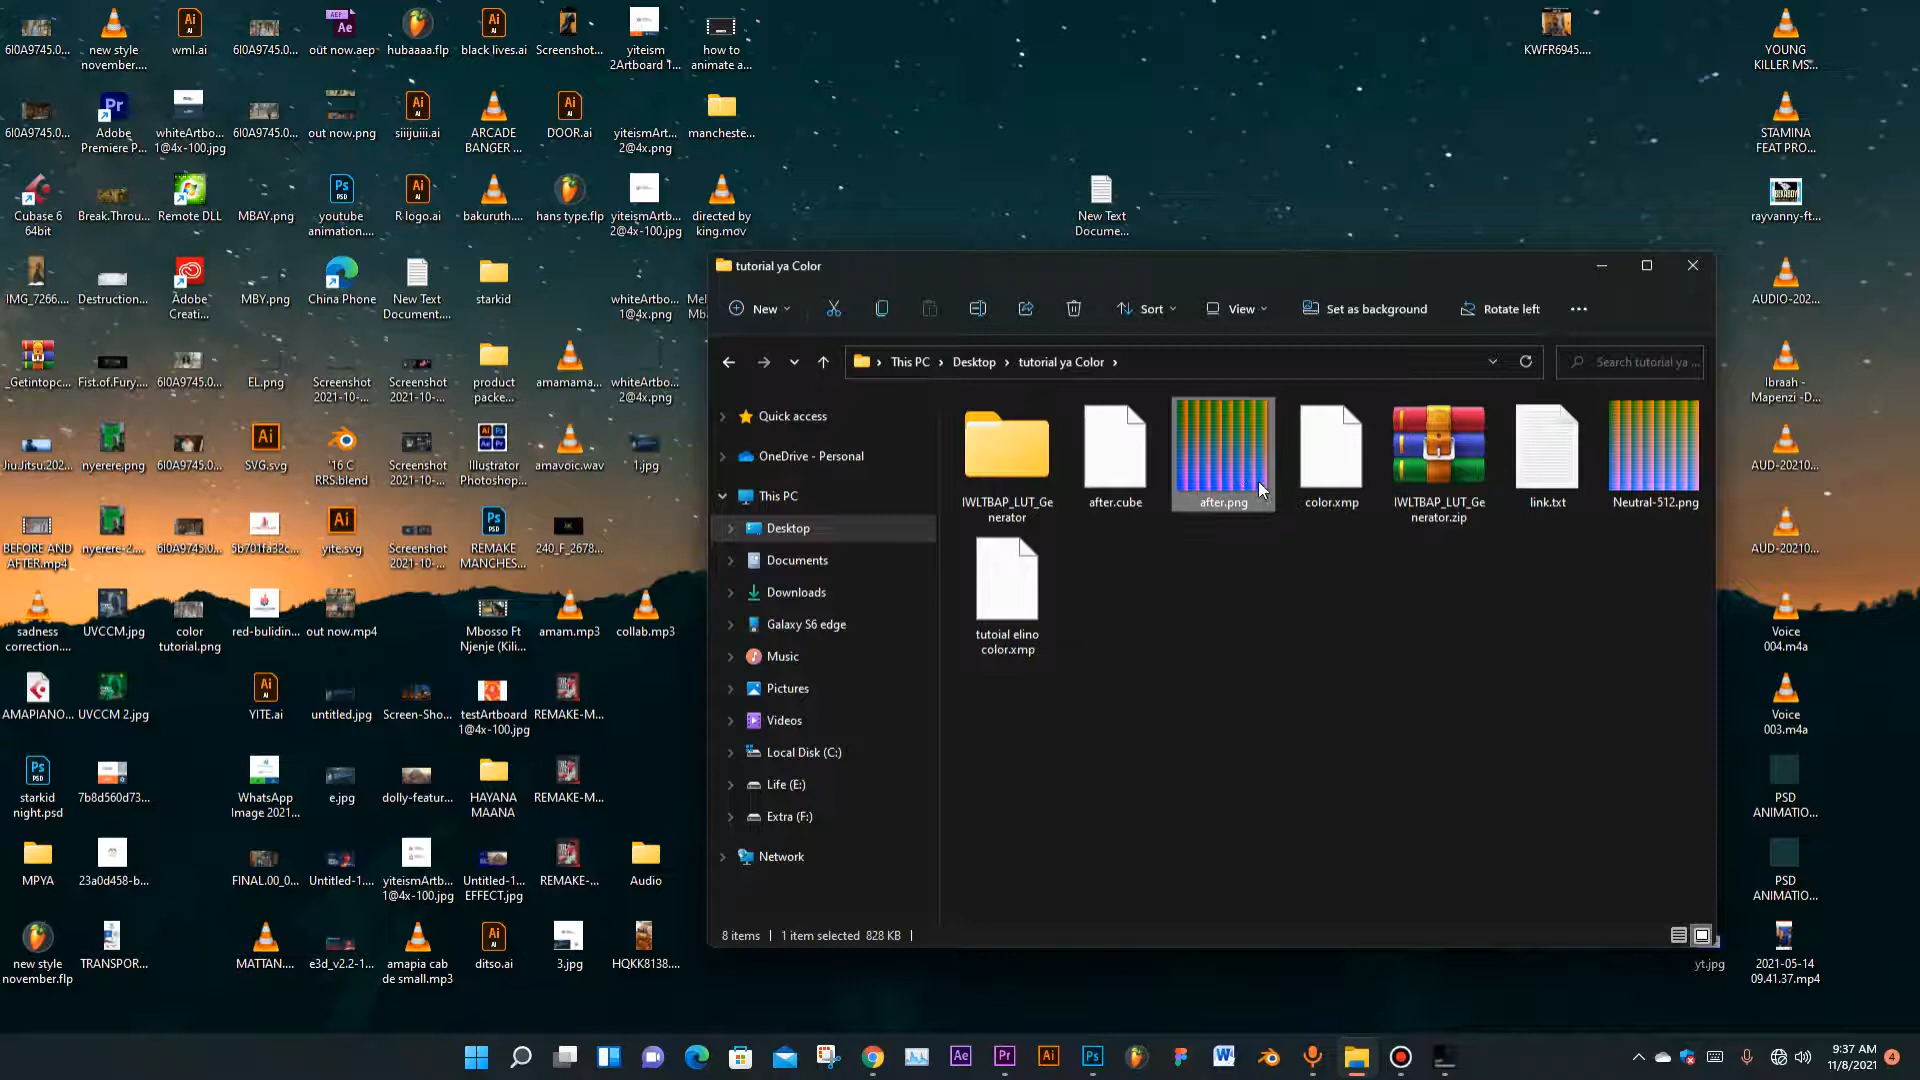 6I0A9745.0...
new style
november....
wml.ai
6I0A9745.0...
out now.aep
hubaaaa.flp
black lives.ai
Screenshot...
yiteism
2Artboard 1...
how to
animate a...
KWFR6945....
YOUNG
KILLER MS...
6I0A9745.0...
Adobe
Premiere P...
whiteArtbo...
1@4x-100.jpg
6I0A9745.0...
out now.png
siiijuiii.ai
ARCADE
BANGER ...
DOOR.ai
yiteismArt...
2@4x.png
mancheste...
STAMINA
FEAT PRO...
Cubase 6
64bit
Break.Throu...
Remote DLL
MBAY.png
youtube
animation....
R logo.ai
bakuruth....
hans type.flp
yiteismArtb...
2@4x-100.jpg
directed by
king.mov
New Text
Docume...
rayvanny-ft...
IMG_7266....
Destruction...
Adobe
Creati...
MBY.png
China Phone
New Text
Document....
starkid
whiteArtbo...
1@4x.png
AUDIO-202...
_Getintopc...
Fist.of.Fury....
6I0A9745.0...
EL.png
Screenshot
2021-10-...
Screenshot
2021-10-...
product
packe...
amamama...
whiteArtbo...
2@4x.png
Ibraah -
Mapenzi -D...
JiuJitsu.202...
nyerere.png
6I0A9745.0...
SVG.svg
'16 C
RRS.blend
Screenshot
2021-10-...
Illustrator
Photoshop...
amavoic.wav
1.jpg
AUD-20210...
BEFORE AND
AFTER.mp4
nyerere-2....
6I0A9745.0...
5b701fa32c...
yite.svg
Screenshot
2021-10-...
REMAKE
MANCHES...
240_F_2678...
AUD-20210...
sadness
correction....
UVCCM.jpg
color
tutorial.png
red-buliding...
out now.mp4
Mbosso Ft
Njenje (Kili...
amam.mp3
collab.mp3
Voice
004.m4a
AMAPIANO...
UVCCM 2.jpg
YITE.ai
untitled.jpg
Screen-Sho...
testArtboard
1@4x-100.jpg
REMAKE-M...
Voice
003.m4a
starkid
night.psd
7b8d560d73...
WhatsApp
Image 2021...
e.jpg
dolly-featur...
HAYANA
MAANA
REMAKE-M...
PSD
ANIMATIO...
MPYA
23a0d458-b...
FINAL.00_0...
Untitled-1....
yiteismArtb...
1@4x-100.jpg
Untitled-1...
EFFECT.jpg
REMAKE-...
Audio
PSD
ANIMATIO...
new style
november.flp
TRANSPOR...
MATTAN....
e3d_v2.2-1...
amapia cab
de small.mp3
ditso.ai
3.jpg
HQKK8138....
yt.jpg
2021-05-14
09.41.37.mp4
tutorial ya Color
New
Sort
View
Set as background
Rotate left
This PC
Desktop
tutorial ya Color
Search tutorial ya ...
Quick access
OneDrive - Personal
This PC
Desktop
Documents
Downloads
Galaxy S6 edge
Music
Pictures
Videos
Local Disk (C:)
Life (E:)
Extra (F:)
Network
IWLTBAP_LUT_Ge
nerator
after.cube
after.png
color.xmp
IWLTBAP_LUT_Ge
nerator.zip
link.txt
Neutral-512.png
tutoial elino
color.xmp
8 items
1 item selected 828 KB
9:37 AM
11/8/2021
4